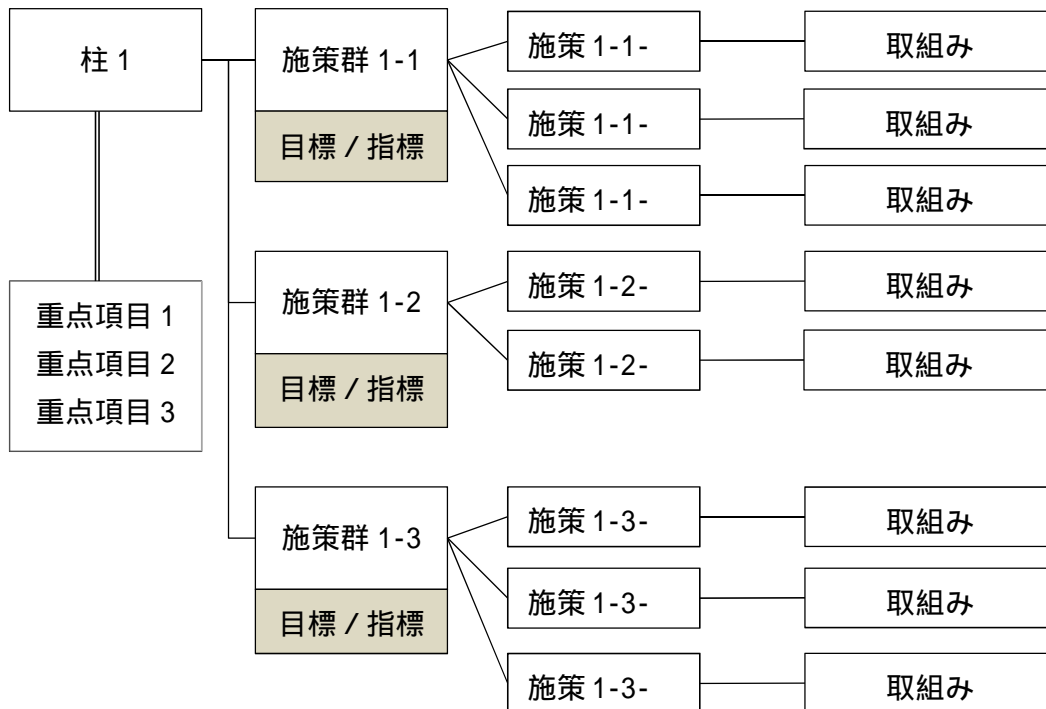 柱 1
施策群 1-1
目標 / 指標
施策 1-1-
取組み
施策 1-1-
取組み
施策 1-1-
取組み
重点項目 1
重点項目 2
重点項目 3
施策群 1-2
目標 / 指標
施策 1-2-
取組み
施策 1-2-
取組み
施策群 1-3
目標 / 指標
施策 1-3-
取組み
施策 1-3-
取組み
施策 1-3-
取組み